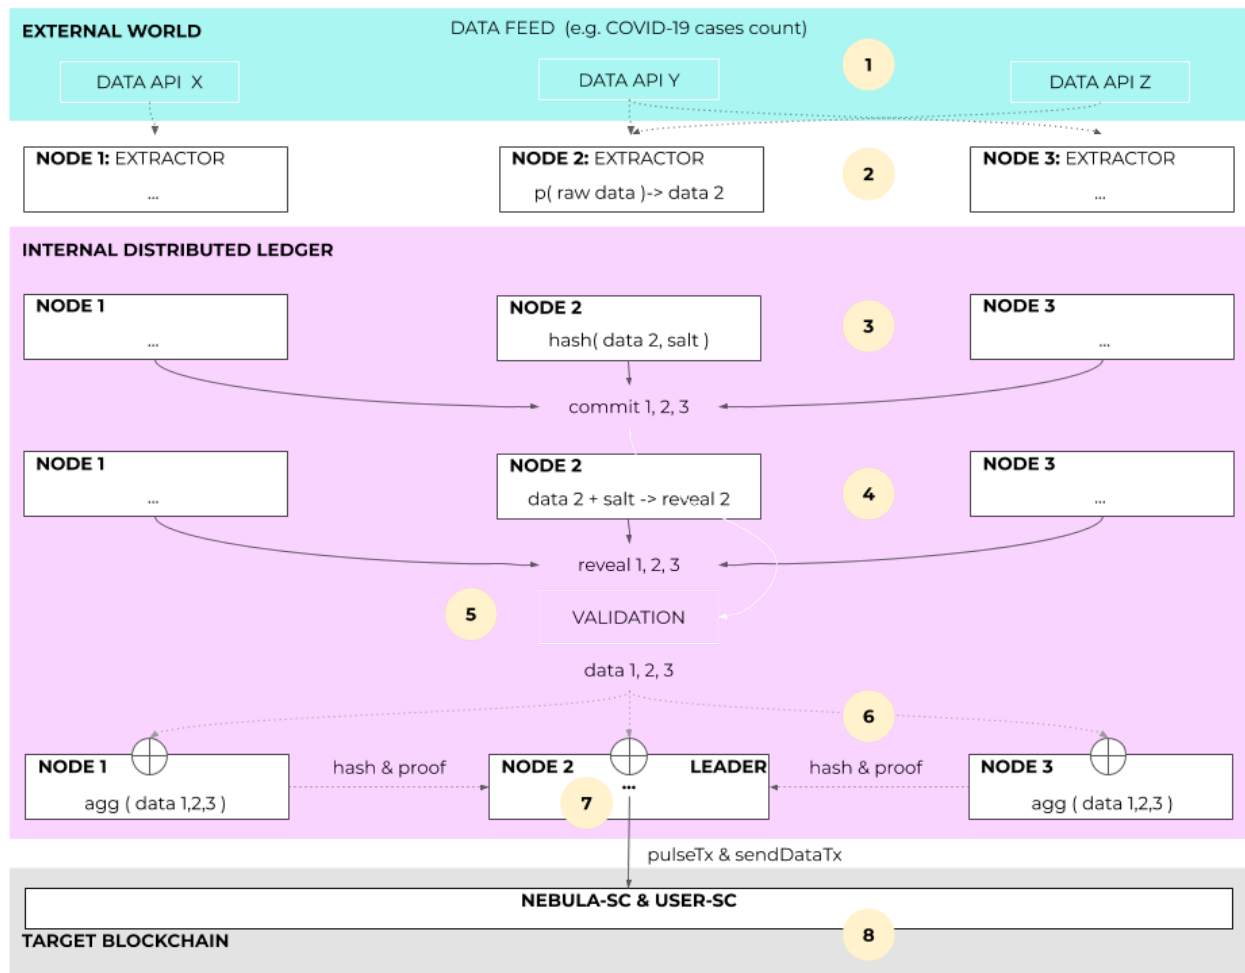 EXTERNAL WORLD
DATA FEED (e.g. COVID-19 cases count)
1
DATA API X
DATA API Y
DATA API Z
NODE 1: EXTRACTOR
...
NODE 2: EXTRACTOR
p( raw data )-> data 2
2
NODE 3: EXTRACTOR
...
INTERNAL DISTRIBUTED LEDGER
NODE 1
...
NODE 2
hash( data 2, salt )
3
NODE 3
...
commit 1, 2, 3
NODE 1
...
NODE 2
data 2 + salt -> reveal 2
4
NODE 3
...
reveal 1, 2, 3
5
VALIDATION
data 1, 2, 3
6
NODE 1
agg ( data 1,2,3 )
hash & proof
NODE 2
LEADER
...
7
hash & proof
NODE 3
agg ( data 1,2,3 )
pulseTx & sendDataTx
NEBULA-SC & USER-SC
TARGET BLOCKCHAIN
8